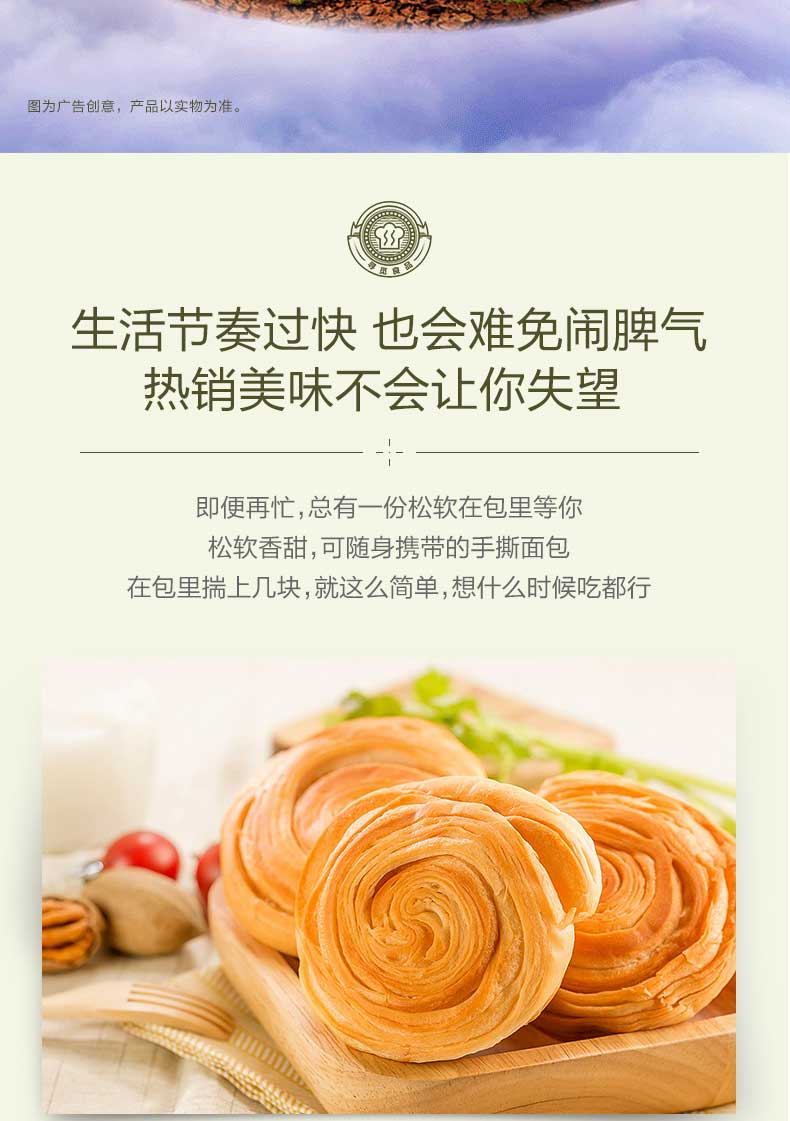 图为广告创意，产品以实物为准。
寻觅食品
生活节奏过快 也会难免闹脾气
热销美味不会让你失望
即便再忙，总有一份松软在包里等你
松软香甜，可随身携带的手撕面包
在包里揣上几块，就这么简单，想什么时候吃都行